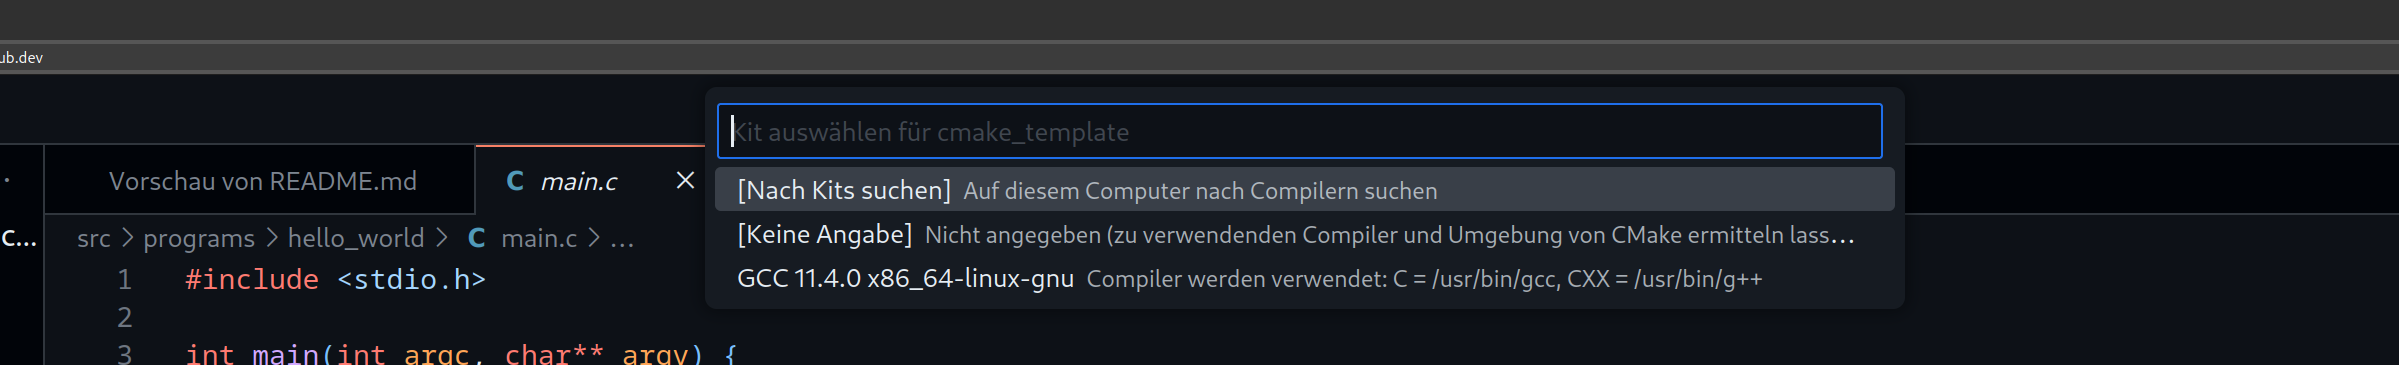 ub.dev
Kit auswählen für cmake_template
Vorschau von README.md
C main.c
[Nach Kits suchen] Auf diesem Computer nach Compilern suchen
C... src > programs > hello_world > C main.c > ...
[Keine Angabe] Nicht angegeben (zu verwendenden Compiler und Umgebung von CMake ermitteln lass...
GCC 11.4.0 x86_64-linux-gnu Compiler werden verwendet: C = /usr/bin/gcc, CXX = /usr/bin/g++
1 #include <stdio.h>
2
3 int main(int argc, char** argv) {